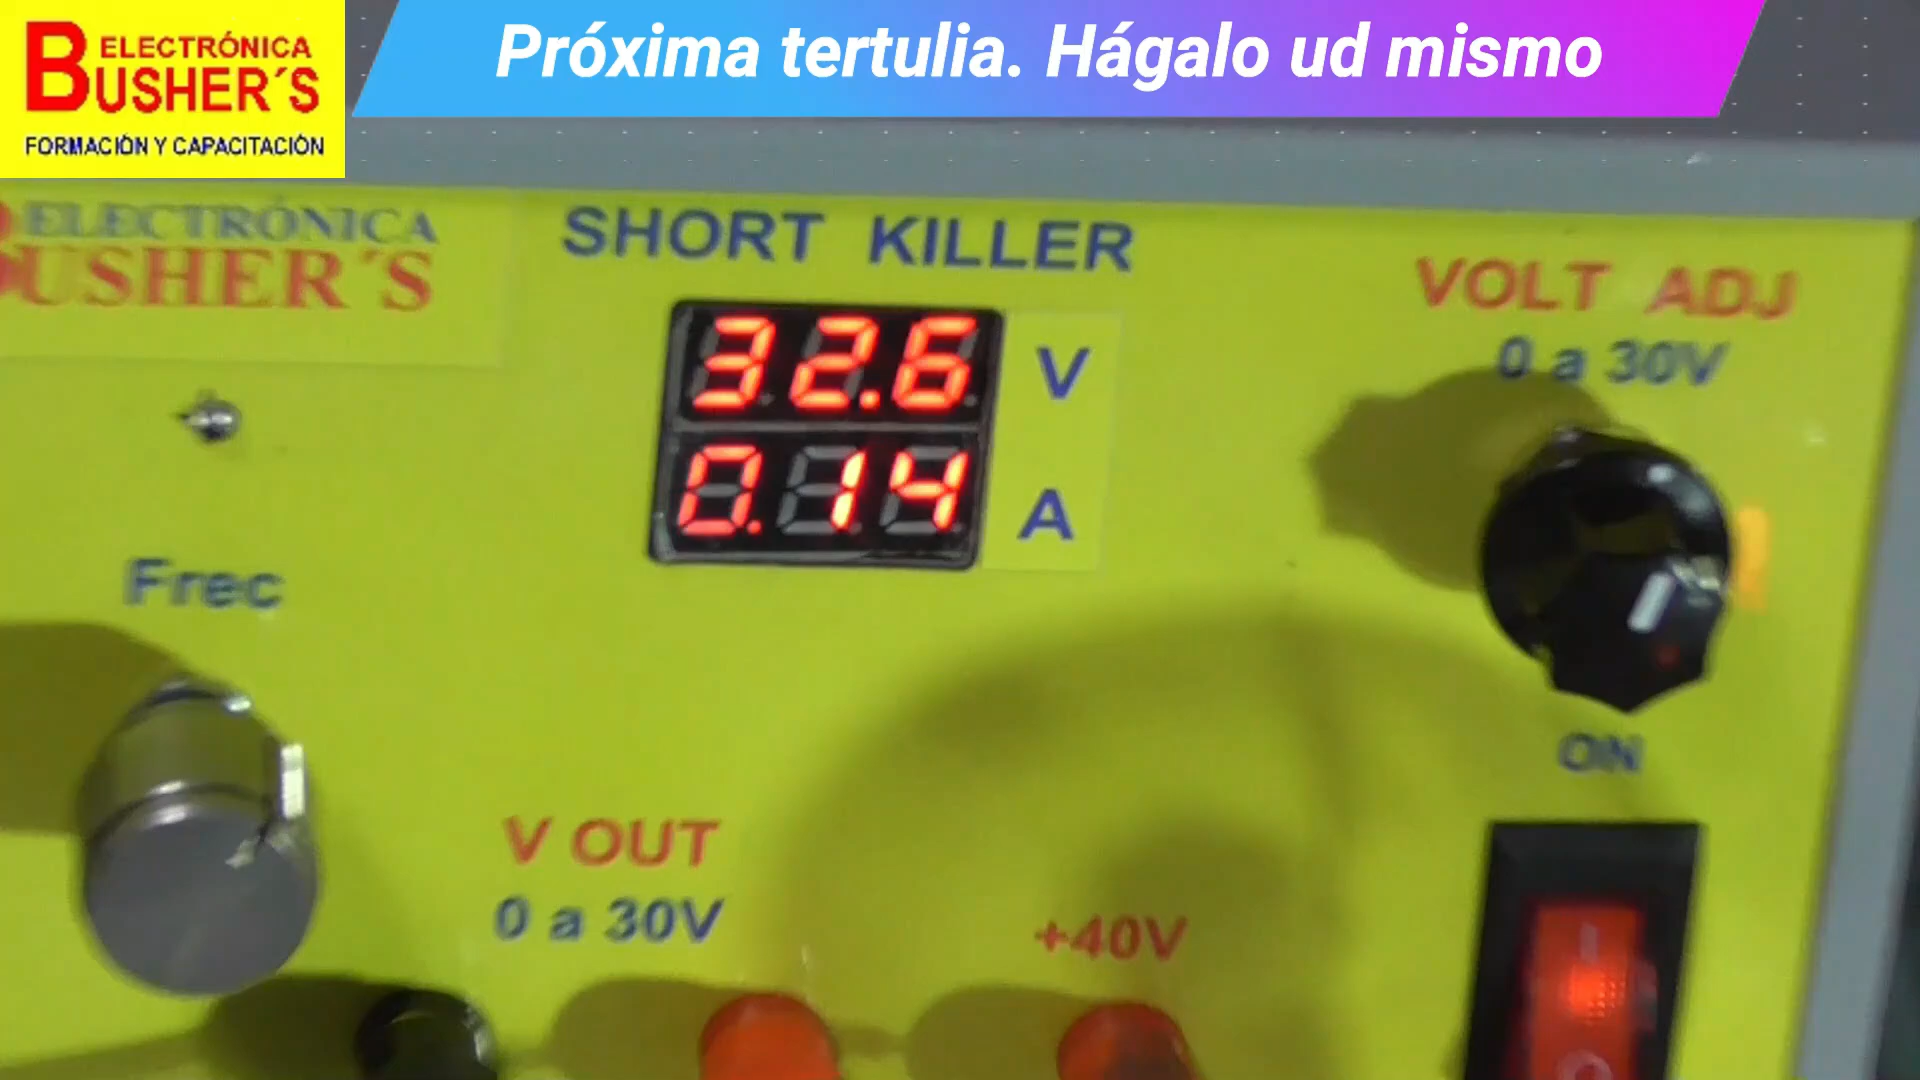 ELECTRÓNICA
BUSHER´S
FORMACIÓN Y CAPACITACIÓN
Próxima tertulia. Hágalo ud mismo
ELECTRÓNICA
BUSHER´S
SHORT KILLER
32.6 V
0.14 A
VOLT ADJ
0 a 30V
Frec
ON
V OUT
0 a 30V
+40V